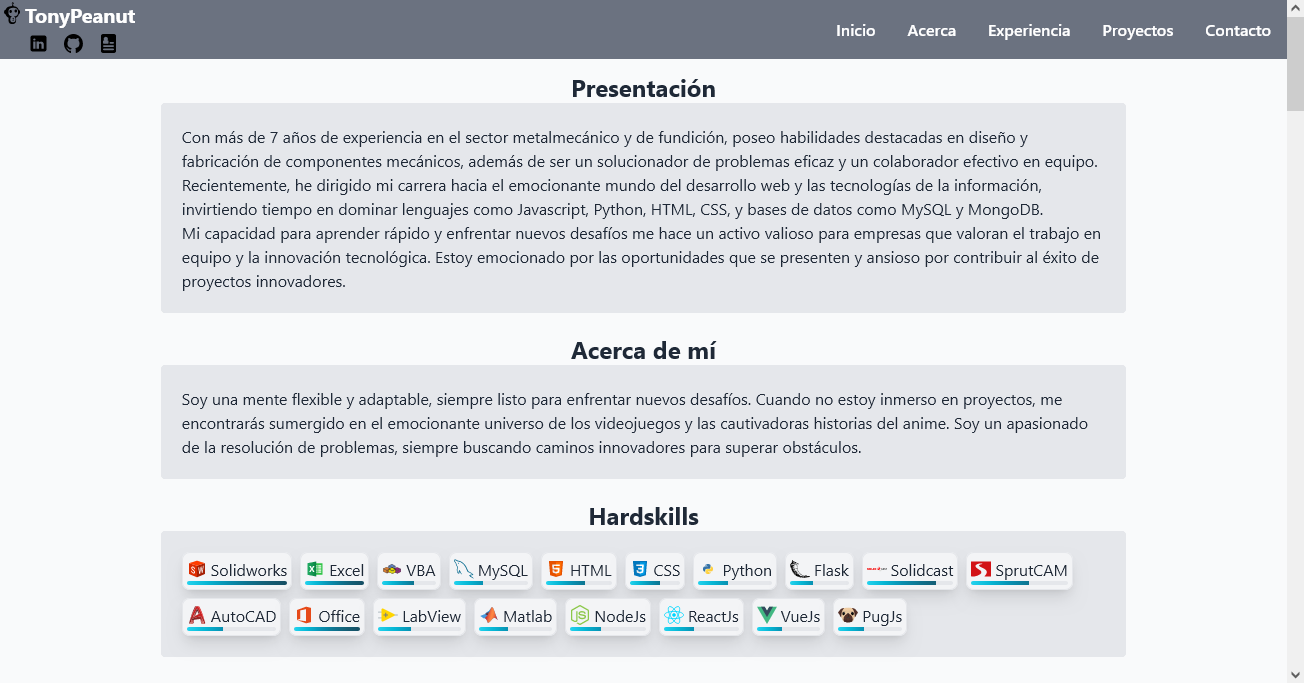 TonyPeanut
Inicio Acerca Experiencia Proyectos Contacto
Presentación
Con más de 7 años de experiencia en el sector metalmecánico y de fundición, poseo habilidades destacadas en diseño y
fabricación de componentes mecánicos, además de ser un solucionador de problemas eficaz y un colaborador efectivo en equipo.
Recientemente, he dirigido mi carrera hacia el emocionante mundo del desarrollo web y las tecnologías de la información,
invirtiendo tiempo en dominar lenguajes como Javascript, Python, HTML, CSS, y bases de datos como MySQL y MongoDB.
Mi capacidad para aprender rápido y enfrentar nuevos desafíos me hace un activo valioso para empresas que valoran el trabajo en
equipo y la innovación tecnológica. Estoy emocionado por las oportunidades que se presenten y ansioso por contribuir al éxito de
proyectos innovadores.
Acerca de mí
Soy una mente flexible y adaptable, siempre listo para enfrentar nuevos desafíos. Cuando no estoy inmerso en proyectos, me
encontrarás sumergido en el emocionante universo de los videojuegos y las cautivadoras historias del anime. Soy un apasionado
de la resolución de problemas, siempre buscando caminos innovadores para superar obstáculos.
Hardskills
Solidworks Excel VBA MySQL HTML CSS Python Flask Solidcast SprutCAM
AutoCAD Office LabView Matlab NodeJs ReactJs VueJs PugJs